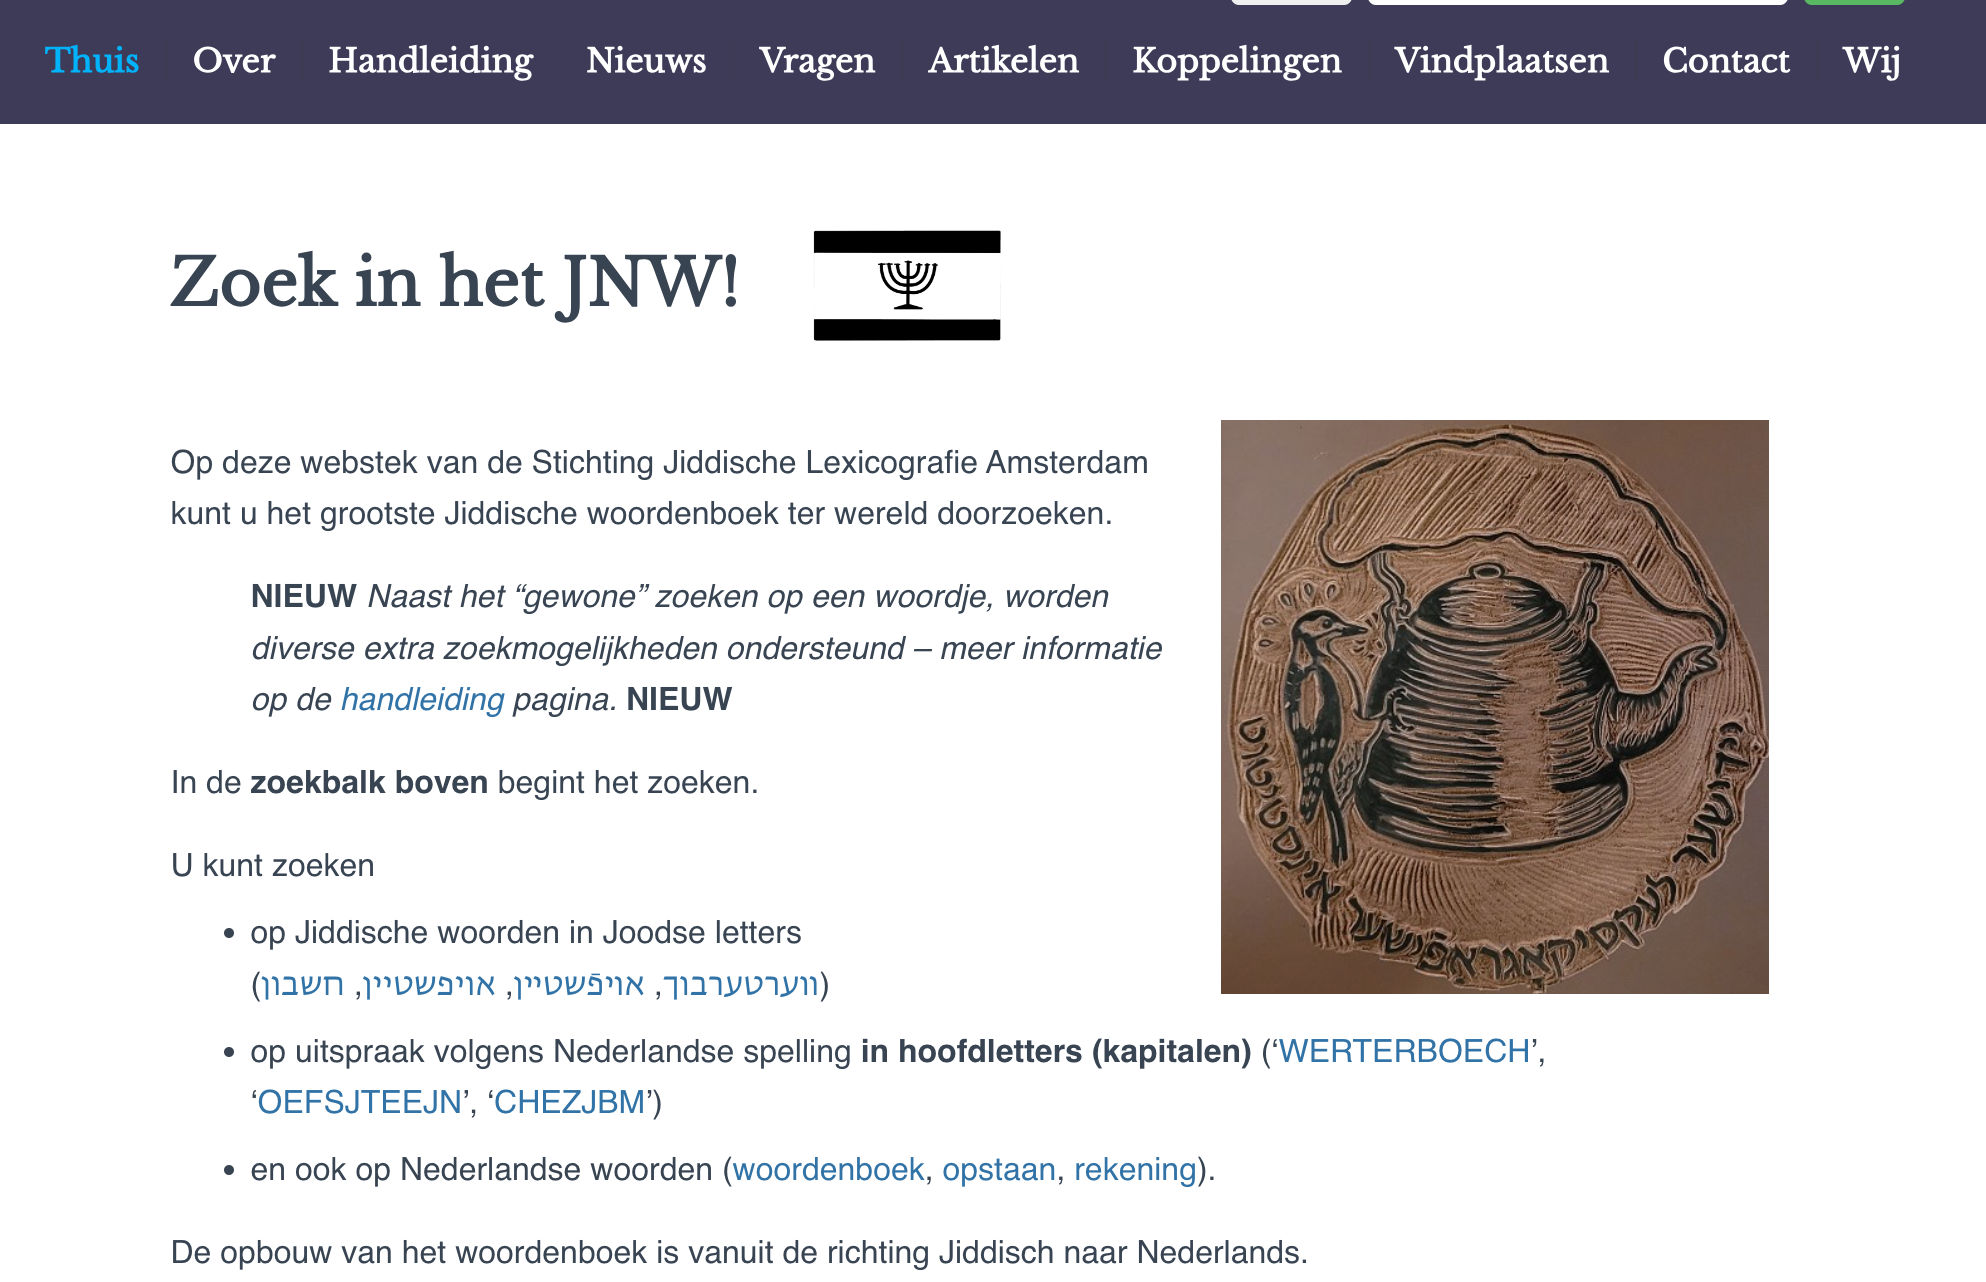 Thuis Over Handleiding Nieuws Vragen Artikelen Koppelingen Vindplaatsen Contact Wij
Zoek in het JNW!
Op deze webstek van de Stichting Jiddische Lexicografie Amsterdam
kunt u het grootste Jiddische woordenboek ter wereld doorzoeken.
NIEUW Naast het “gewone” zoeken op een woordje, worden
diverse extra zoekmogelijkheden ondersteund – meer informatie
op de handleiding pagina. NIEUW
In de zoekbalk boven begint het zoeken.
U kunt zoeken
• op Jiddische woorden in Joodse letters
(ווערטערבוך, אויפֿשטיין, אויפשטיין, חשבון)
• op uitspraak volgens Nederlandse spelling in hoofdletters (kapitalen) (‘WERTERBOECH’,
‘OEFSJTEEJN’, ‘CHEZJBM’)
• en ook op Nederlandse woorden (woordenboek, opstaan, rekening).
De opbouw van het woordenboek is vanuit de richting Jiddisch naar Nederlands.
לעקסיקאָגראַפֿישער אינסטיטוט